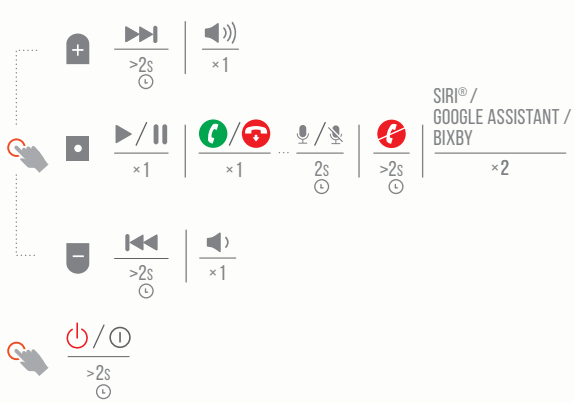 >2s
×1
SIRI® /
GOOGLE ASSISTANT /
BIXBY
×1
×1
2s
>2s
×2
>2s
×1
>2s